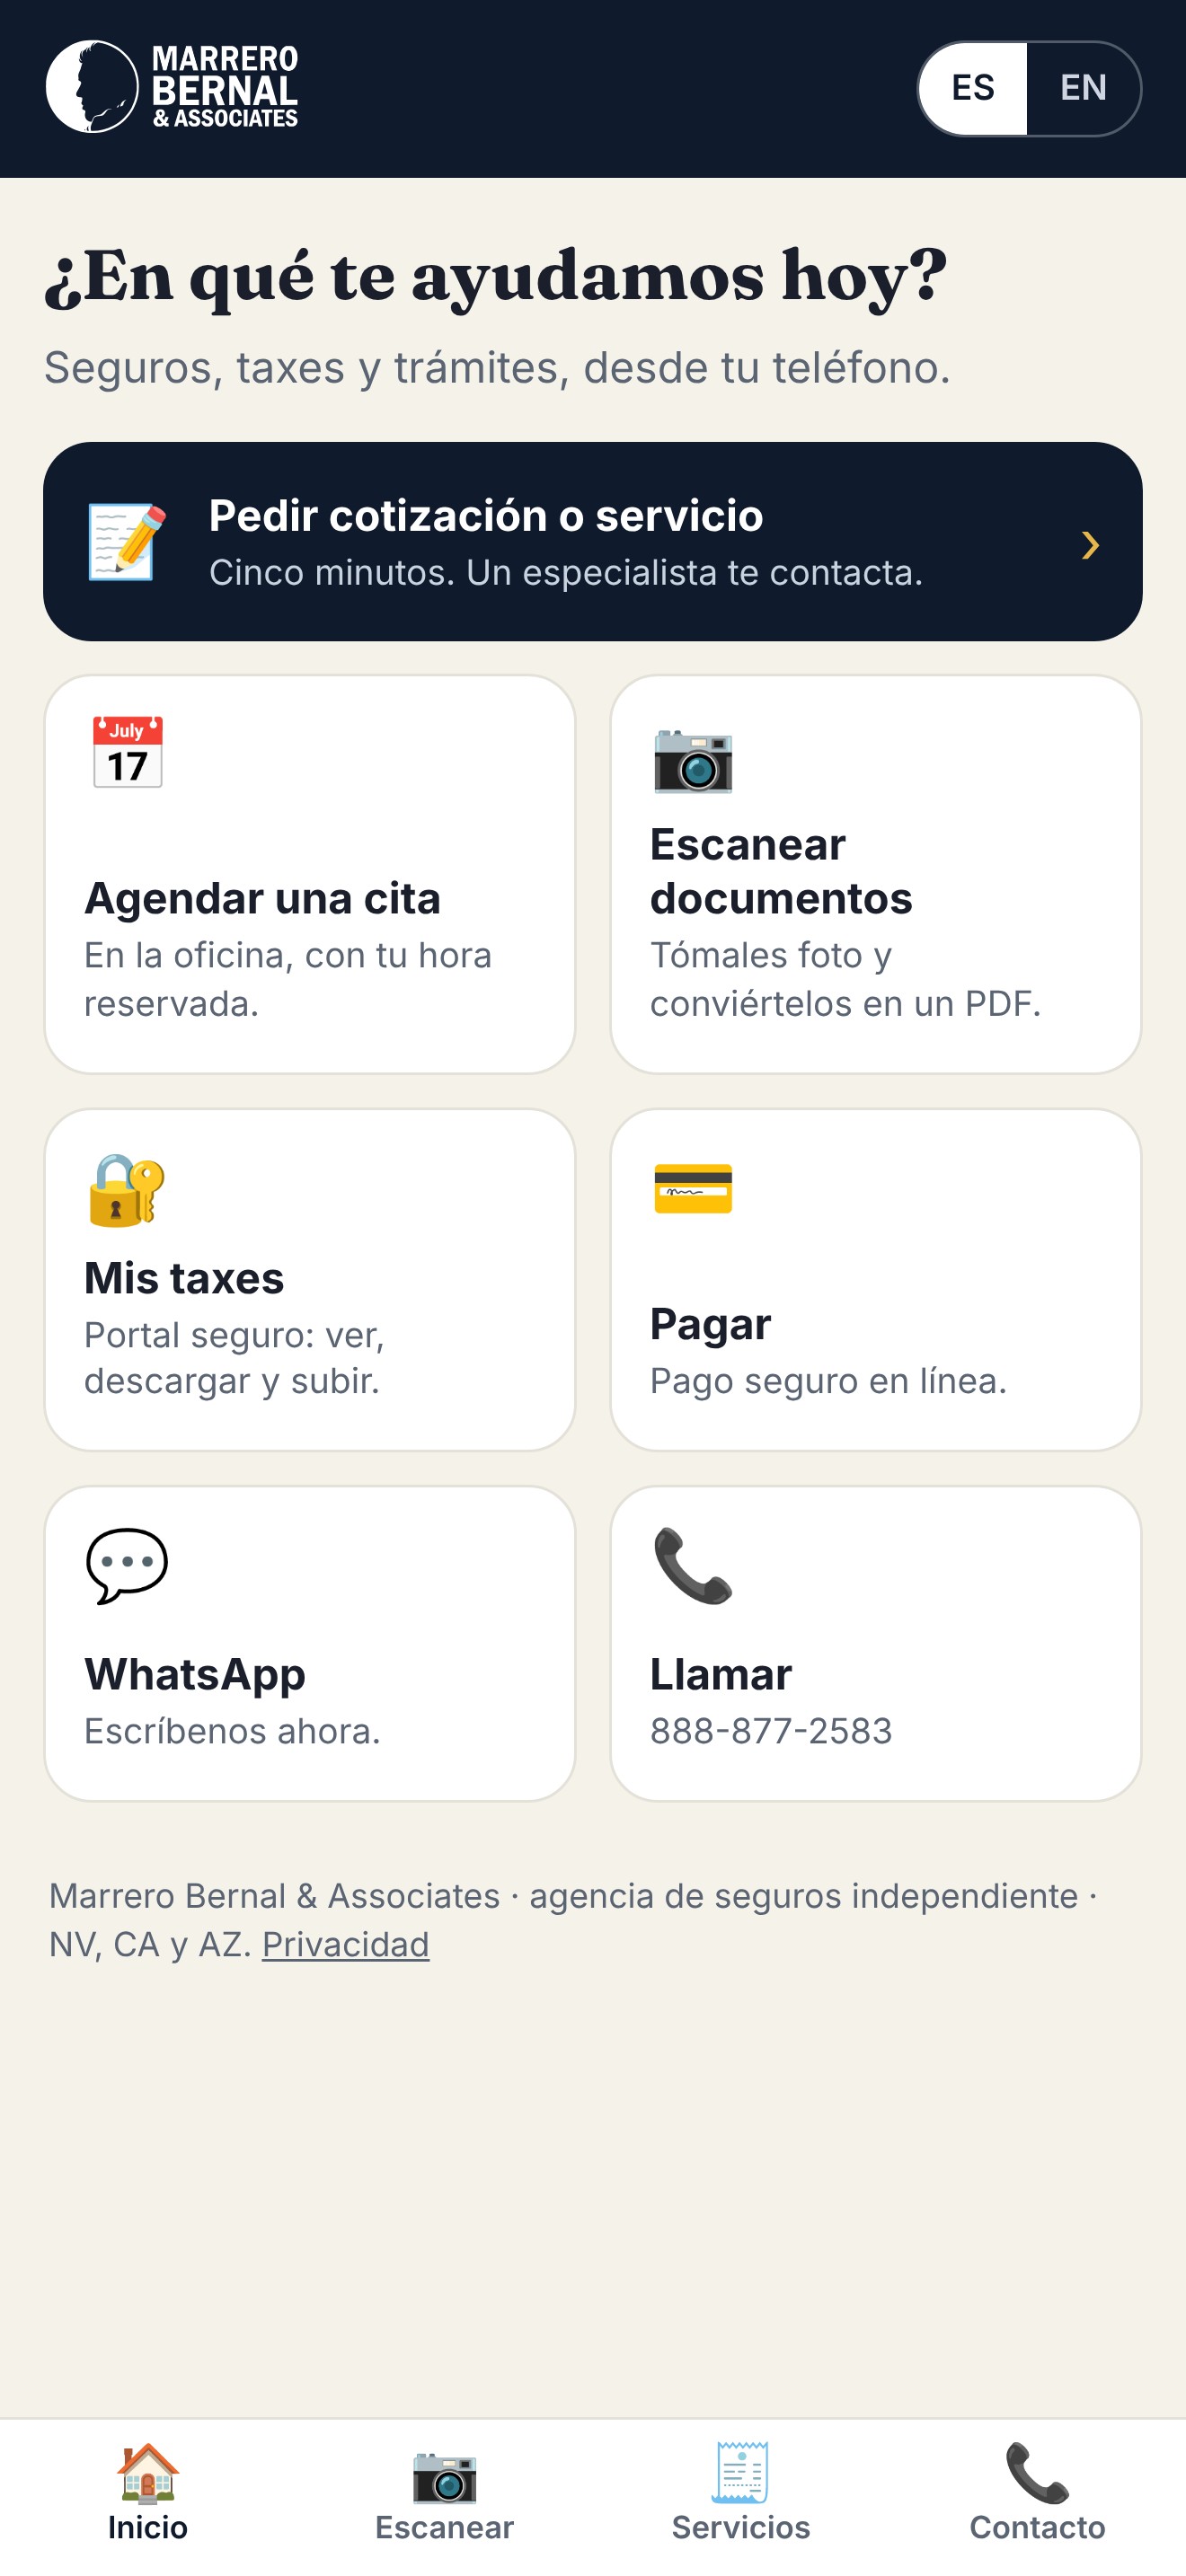 MARRERO
BERNAL
& ASSOCIATES
ES
EN
¿En qué te ayudamos hoy?
Seguros, taxes y trámites, desde tu teléfono.
Pedir cotización o servicio
Cinco minutos. Un especialista te contacta.
›
July
17
Agendar una cita
En la oficina, con tu hora
reservada.
Escanear
documentos
Tómales foto y
conviértelos en un PDF.
Mis taxes
Portal seguro: ver,
descargar y subir.
Pagar
Pago seguro en línea.
WhatsApp
Escríbenos ahora.
Llamar
888-877-2583
Marrero Bernal & Associates · agencia de seguros independiente ·
NV, CA y AZ. Privacidad
Inicio
Escanear
Servicios
Contacto